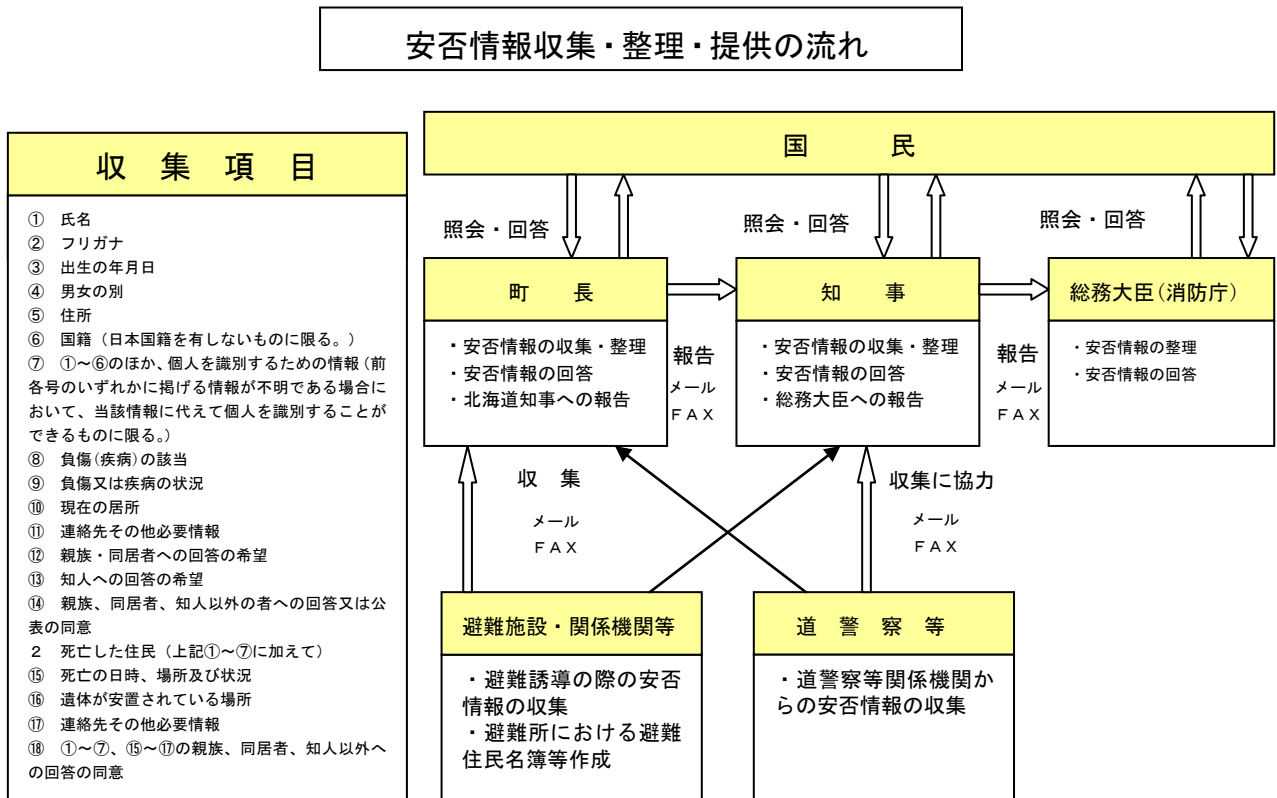 安否情報収集・整理・提供の流れ
収 集 項 目
① 氏名
② フリガナ
③ 出生の年月日
④ 男女の別
⑤ 住所
⑥ 国籍（日本国籍を有しないものに限る。）
⑦ ①～⑥のほか、個人を識別するための情報（前
各号のいずれかに掲げる情報が不明である場合に
おいて、当該情報に代えて個人を識別することが
できるものに限る。）
⑧ 負傷（疾病）の該当
⑨ 負傷又は疾病の状況
⑩ 現在の居所
⑪ 連絡先その他必要情報
⑫ 親族・同居者への回答の希望
⑬ 知人への回答の希望
⑭ 親族、同居者、知人以外の者への回答又は公
表の同意
２ 死亡した住民（上記①～⑦に加えて）
⑮ 死亡の日時、場所及び状況
⑯ 遺体が安置されている場所
⑰ 連絡先その他必要情報
⑱ ①～⑦、⑮～⑰の親族、同居者、知人以外へ
の回答の同意
国 民
照会・回答
照会・回答
照会・回答
町 長
・安否情報の収集・整理
・安否情報の回答
・北海道知事への報告
報告
メール
ＦＡＸ
知 事
・安否情報の収集・整理
・安否情報の回答
・総務大臣への報告
報告
メール
ＦＡＸ
総務大臣（消防庁）
・安否情報の整理
・安否情報の回答
収 集
メール
ＦＡＸ
収集に協力
メール
ＦＡＸ
避難施設・関係機関等
・避難誘導の際の安否
情報の収集
・避難所における避難
住民名簿等作成
道 警 察 等
・道警察等関係機関か
らの安否情報の収集